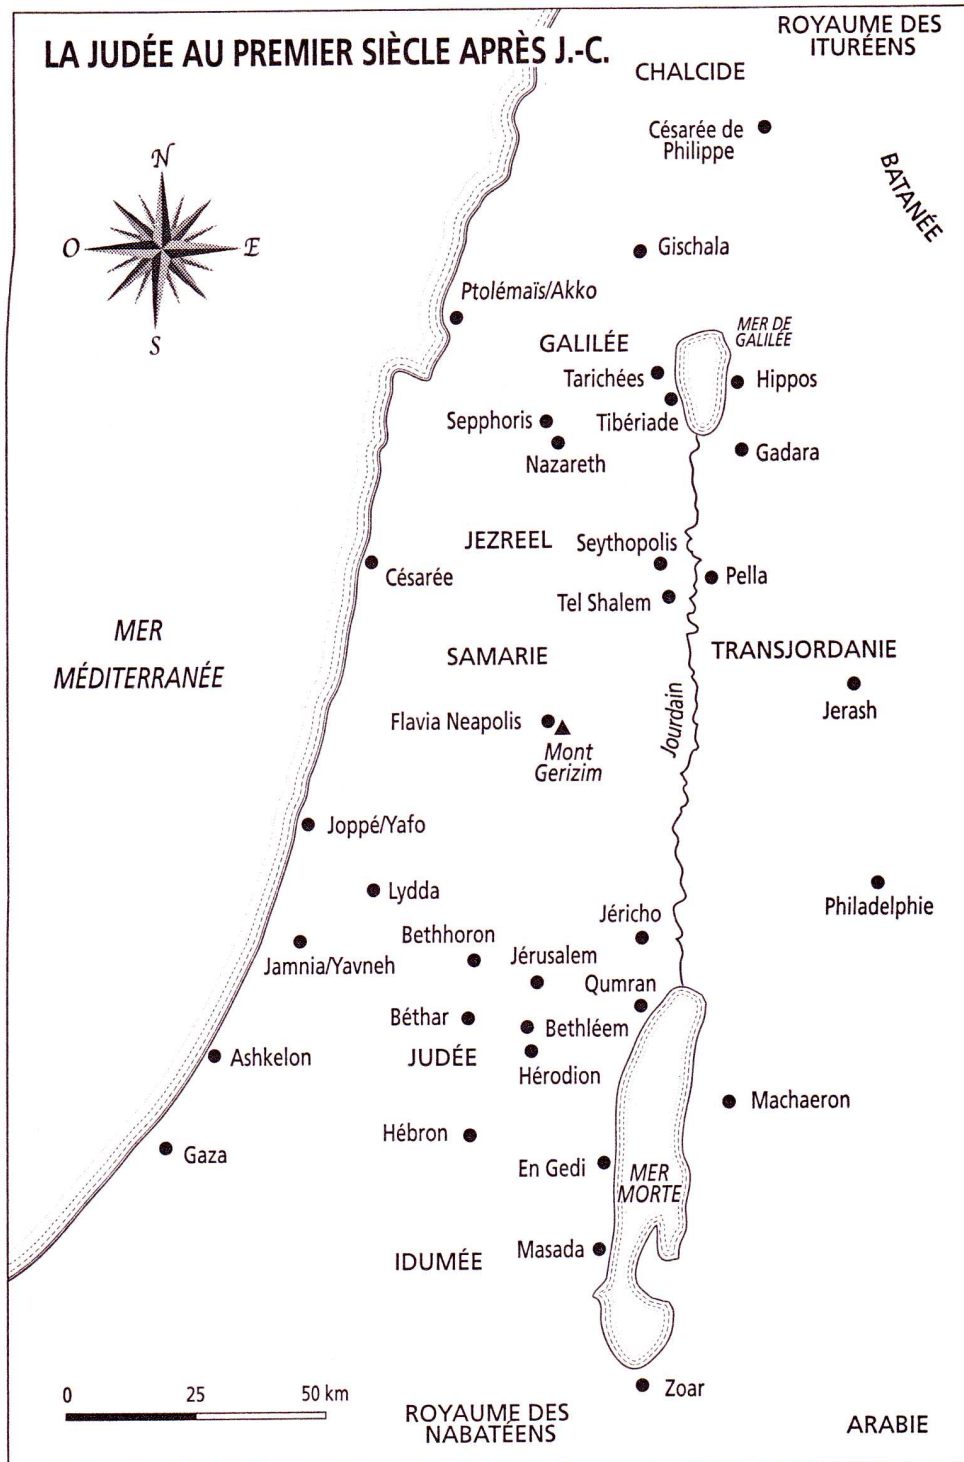 LA JUDÉE AU PREMIER SIÈCLE APRÈS J.-C.
ROYAUME DES
ITURÉENS
CHALCIDE
Césarée de
Philippe
BATANÉE
N
O
E
S
Gischala
Ptolémaïs/Akko
MER DE
GALILÉE
GALILÉE
Tarichées
Hippos
Sepphoris
Tibériade
Nazareth
Gadara
JEZREEL
Seythopolis
Césarée
Pella
Tel Shalem
MER
MÉDITERRANÉE
SAMARIE
TRANSJORDANIE
Jourdain
Jerash
Flavia Neapolis
Mont
Gerizim
Joppé/Yafo
Lydda
Philadelphie
Jéricho
Bethhoron
Jamnia/Yavneh
Jérusalem
Qumran
Béthar
Bethléem
Ashkelon
JUDÉE
Hérodion
Machaeron
Hébron
Gaza
En Gedi
MER
MORTE
Masada
IDUMÉE
Zoar
0 25 50 km
ROYAUME DES
NABATÉENS
ARABIE